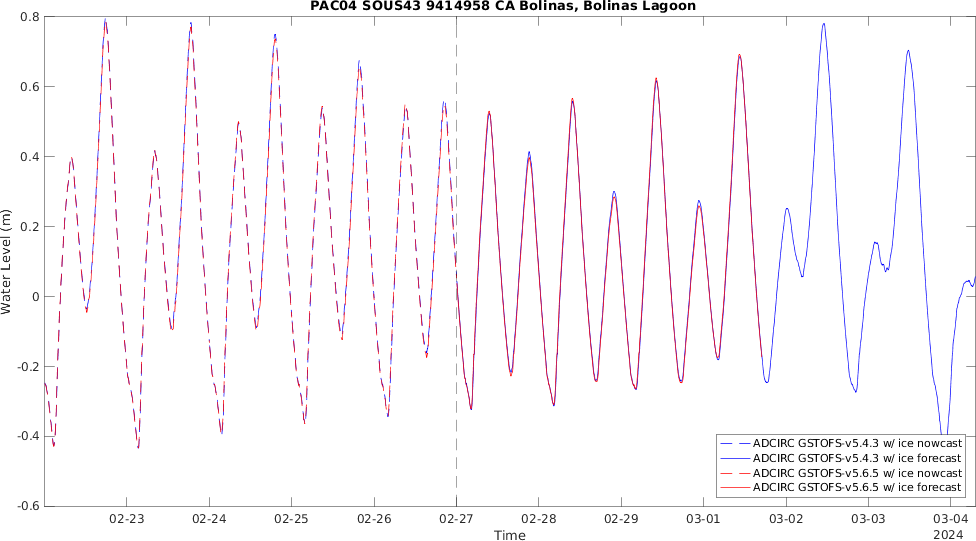 PAC04 SOUS43 9414958 CA Bolinas, Bolinas Lagoon
0.8
0.6
0.4
0.2
0
-0.2
-0.4
-0.6
Water Level (m)
02-23 02-24 02-25 02-26 02-27 02-28 02-29 03-01 03-02 03-03 03-04
2024
Time
ADCIRC GSTOFS-v5.4.3 w/ ice nowcast
ADCIRC GSTOFS-v5.4.3 w/ ice forecast
ADCIRC GSTOFS-v5.6.5 w/ ice nowcast
ADCIRC GSTOFS-v5.6.5 w/ ice forecast